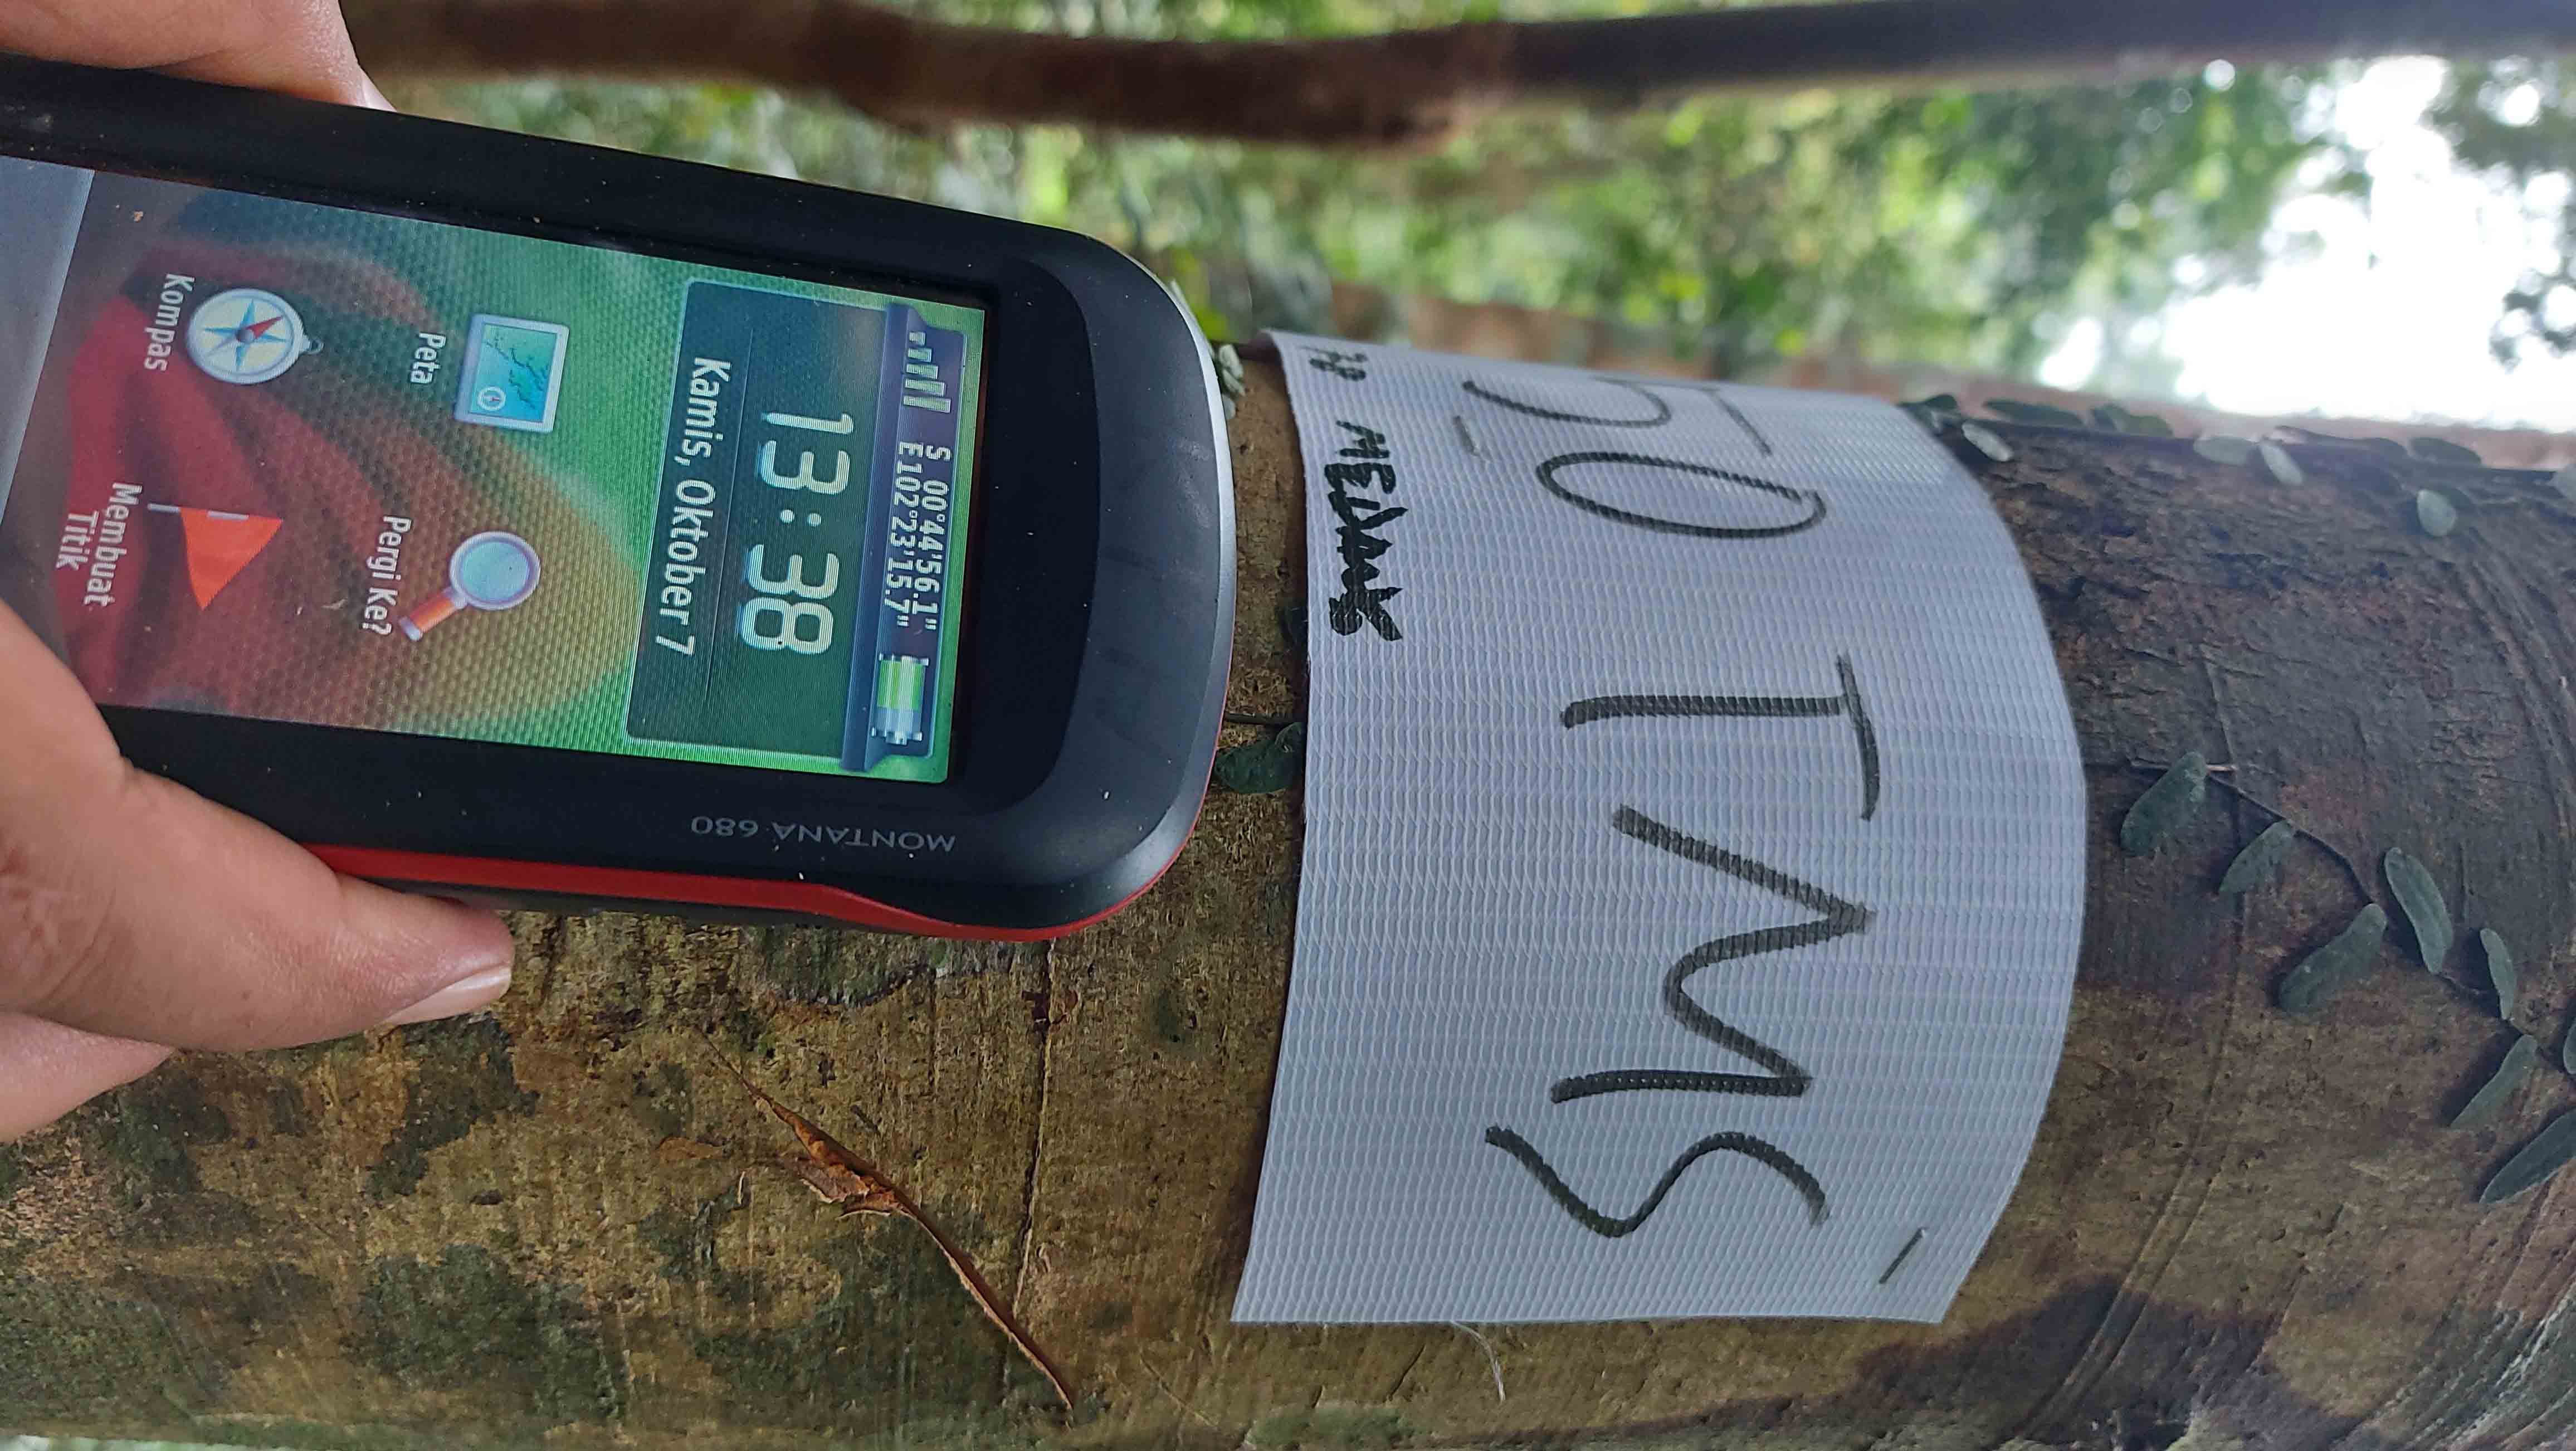 50 TMS
MEDANG
S 00°44'56.1"
E102°23'15.7"
13:38
Kamis, Oktober 7
MONTANA 680
Peta
Pergi Ke?
Kompas
Membuat
Titik